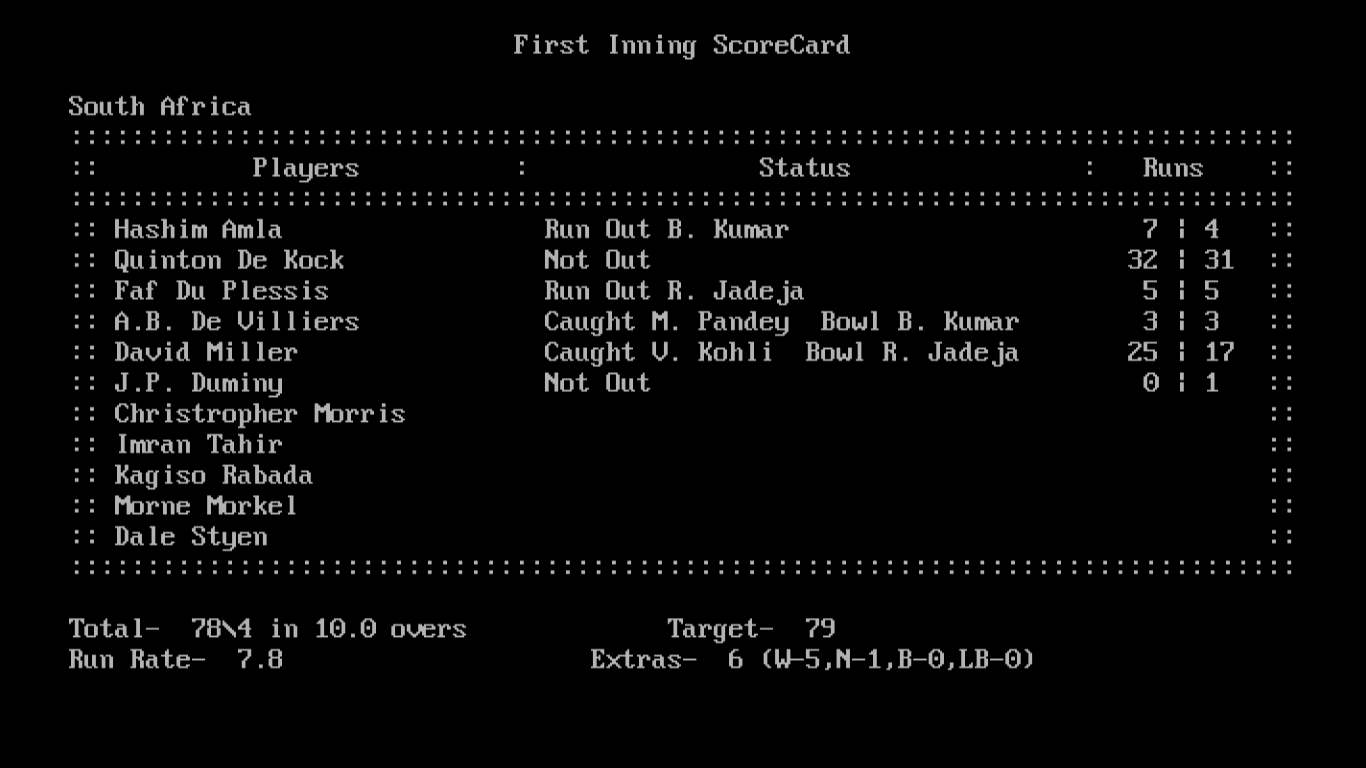 First Inning ScoreCard
South Africa
::::::::::::::::::::::::::::::::::::::::::::::::::::::::::::::::::::::::::::::::
:: Players : Status : Runs ::
::::::::::::::::::::::::::::::::::::::::::::::::::::::::::::::::::::::::::::::::
:: Hashim Amla Run Out B. Kumar 7 ¦ 4 ::
:: Quinton De Kock Not Out 32 ¦ 31 ::
:: Faf Du Plessis Run Out R. Jadeja 5 ¦ 5 ::
:: A.B. De Villiers Caught M. Pandey Bowl B. Kumar 3 ¦ 3 ::
:: David Miller Caught V. Kohli Bowl R. Jadeja 25 ¦ 17 ::
:: J.P. Duminy Not Out 0 ¦ 1 ::
:: Christopher Morris ::
:: Imran Tahir ::
:: Kagiso Rabada ::
:: Morne Morkel ::
:: Dale Styen ::
::::::::::::::::::::::::::::::::::::::::::::::::::::::::::::::::::::::::::::::::
Total- 78\4 in 10.0 overs Target- 79
Run Rate- 7.8 Extras- 6 (W-5,N-1,B-0,LB-0)